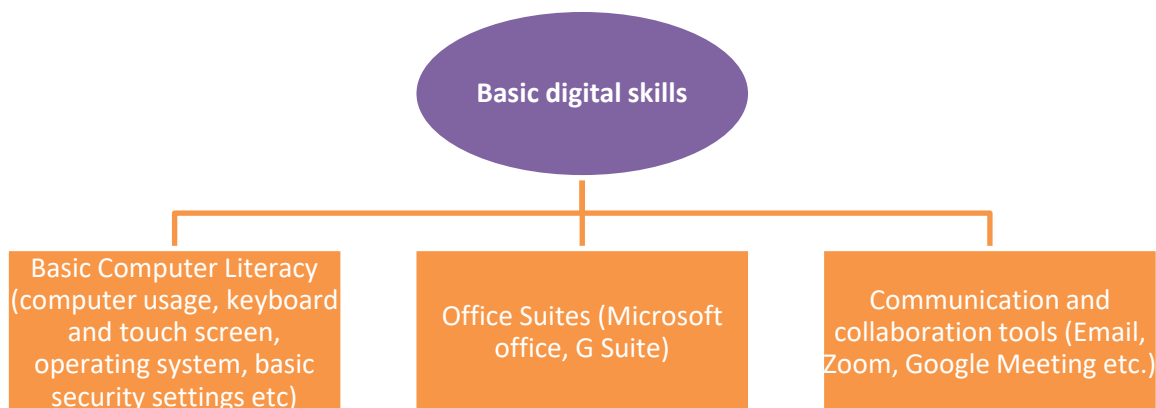 Basic digital skills
Basic Computer Literacy
(computer usage, keyboard
and touch screen,
operating system, basic
security settings etc)
Office Suites (Microsoft
office, G Suite)
Communication and
collaboration tools (Email,
Zoom, Google Meeting etc.)